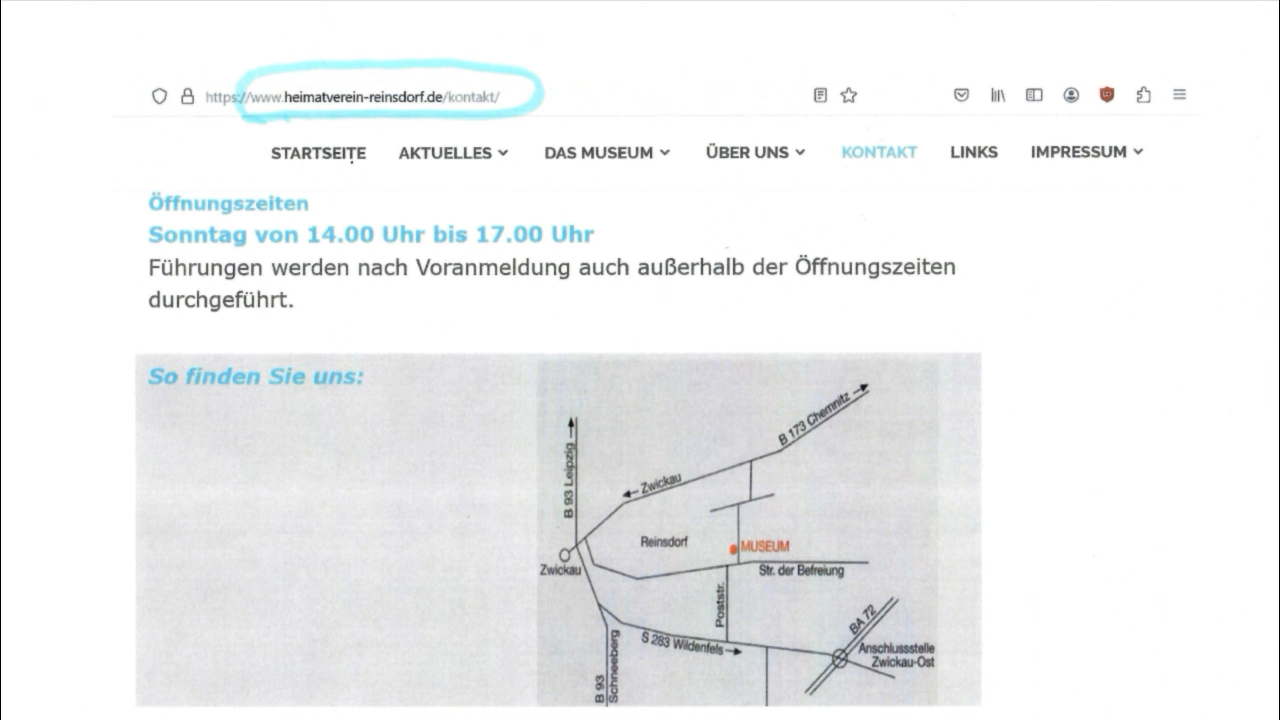 https://www.heimatverein-reinsdorf.de/kontakt/
STARTSEITE AKTUELLES DAS MUSEUM ÜBER UNS KONTAKT LINKS IMPRESSUM
Öffnungszeiten
Sonntag von 14.00 Uhr bis 17.00 Uhr
Führungen werden nach Voranmeldung auch außerhalb der Öffnungszeiten
durchgeführt.
So finden Sie uns:
B 173 Chemnitz
B 93 Leipzig
Zwickau
Reinsdorf
MUSEUM
Zwickau
Str. der Befreiung
Poststr.
BA 72
S 283 Wildenfels
Anschlussstelle
Zwickau-Ost
B 93
Schneeberg